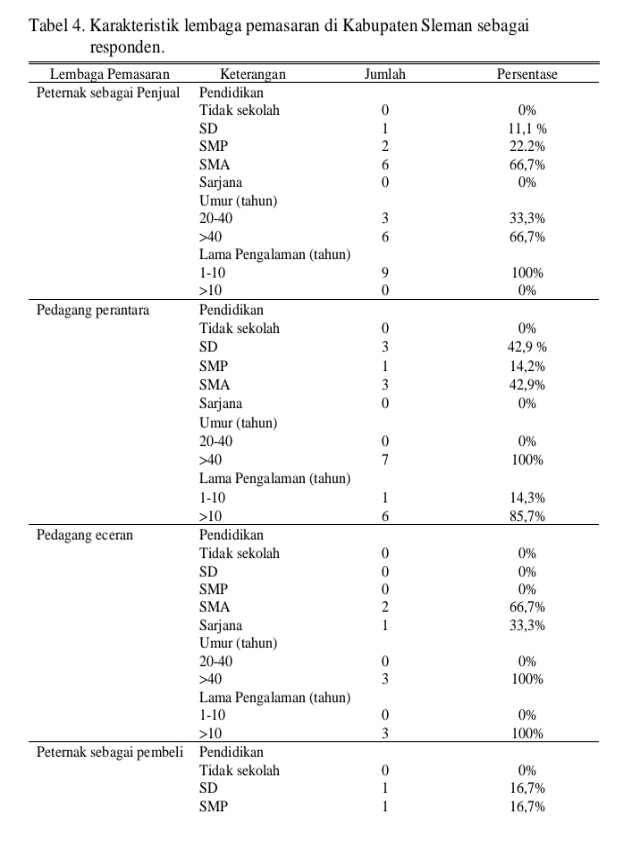 Tabel 4. Karakteristik lembaga pemasaran di Kabupaten Sleman sebagai
responden.
Lembaga Pemasaran Keterangan Jumlah Persentase
Peternak sebagai Penjual Pendidikan
Tidak sekolah 0 0%
SD 1 11,1 %
SMP 2 22.2%
SMA 6 66,7%
Sarjana 0 0%
Umur (tahun)
20-40 3 33,3%
>40 6 66,7%
Lama Pengalaman (tahun)
1-10 9 100%
>10 0 0%
Pedagang perantara Pendidikan
Tidak sekolah 0 0%
SD 3 42,9 %
SMP 1 14,2%
SMA 3 42,9%
Sarjana 0 0%
Umur (tahun)
20-40 0 0%
>40 7 100%
Lama Pengalaman (tahun)
1-10 1 14,3%
>10 6 85,7%
Pedagang eceran Pendidikan
Tidak sekolah 0 0%
SD 0 0%
SMP 0 0%
SMA 2 66,7%
Sarjana 1 33,3%
Umur (tahun)
20-40 0 0%
>40 3 100%
Lama Pengalaman (tahun)
1-10 0 0%
>10 3 100%
Peternak sebagai pembeli Pendidikan
Tidak sekolah 0 0%
SD 1 16,7%
SMP 1 16,7%